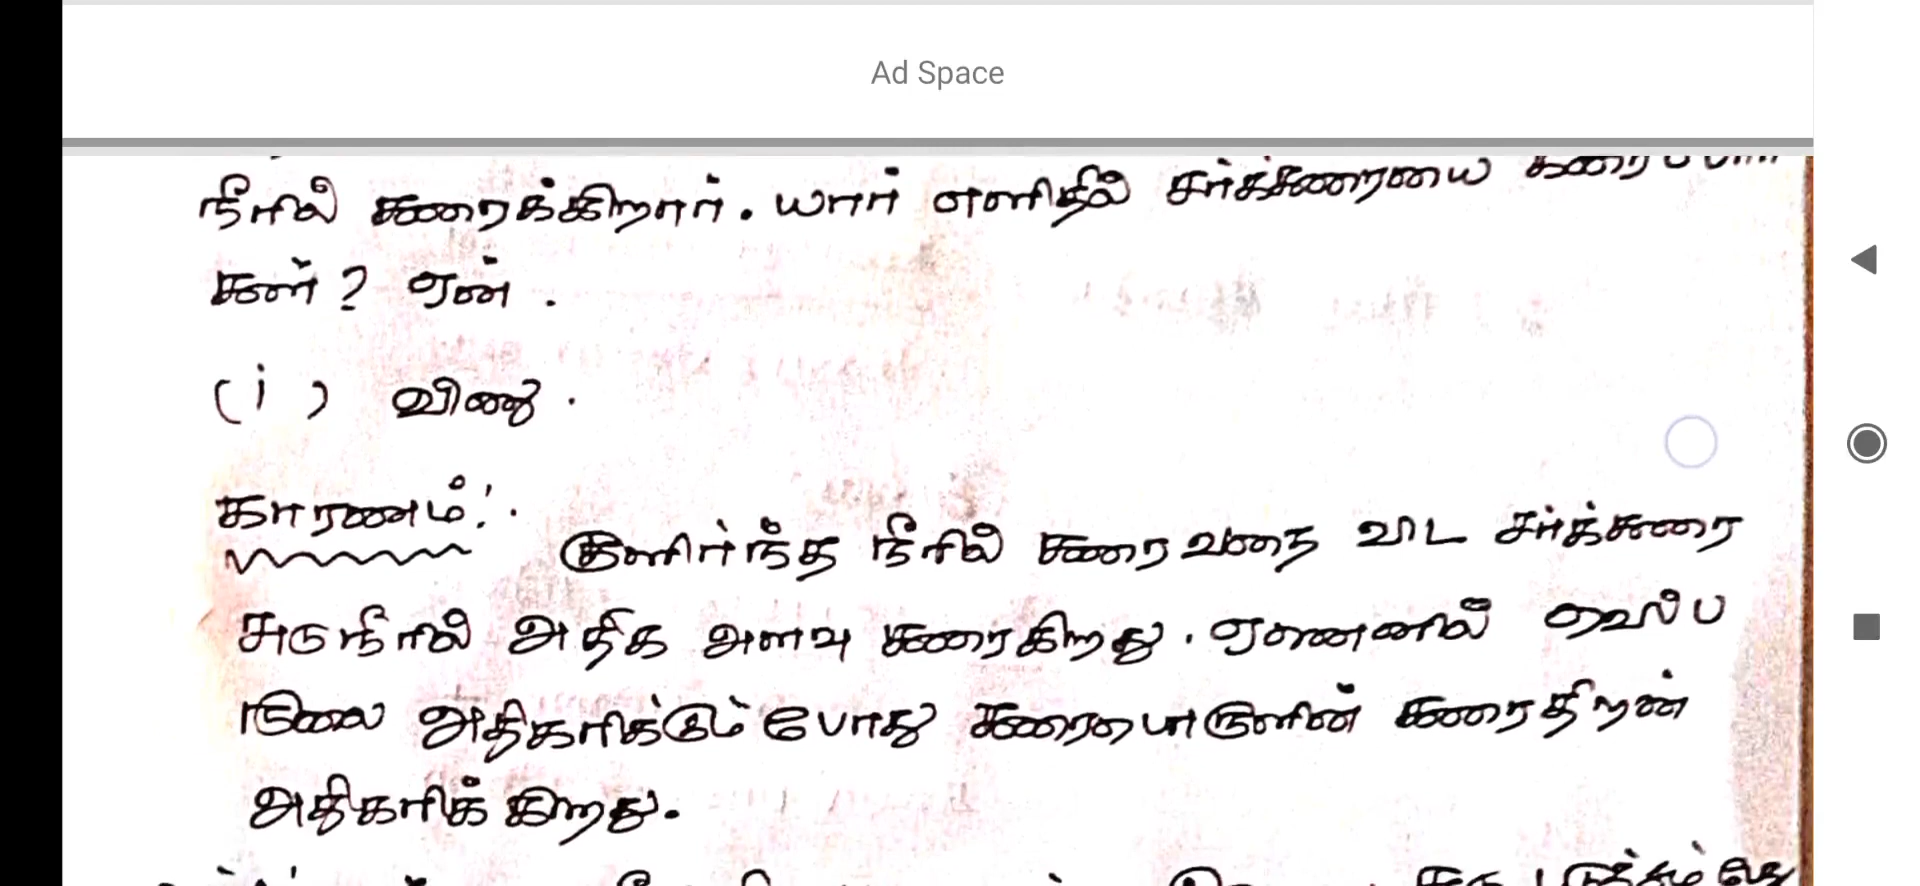 Ad Space
நீரில் கரைக்கிறார். யார் எளிதில் சர்க்கரையை கரைப்பார்
கள்? ஏன்.
(i) வினு.
காரணம்:.
குளிர்ந்த நீரில் கரைவதை விட சர்க்கரை
சுடுநீரில் அதிக அளவு கரைகிறது. ஏனெனில் வெப்ப
நிலை அதிகரிக்கும் போது கரைபொருளின் கரைதிறன்
அதிகரிக்கிறது.